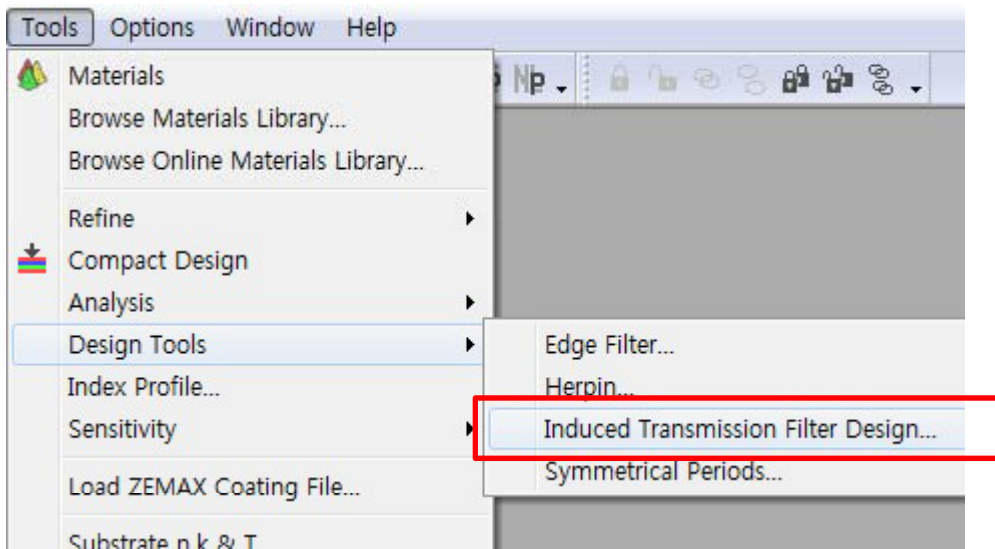 Tools Options Window Help
Materials
Browse Materials Library...
Browse Online Materials Library...
Refine
Compact Design
Analysis
Design Tools
Edge Filter...
Index Profile...
Herpin...
Sensitivity
Induced Transmission Filter Design...
Symmetrical Periods...
Load ZEMAX Coating File...
Substrate n,k & T